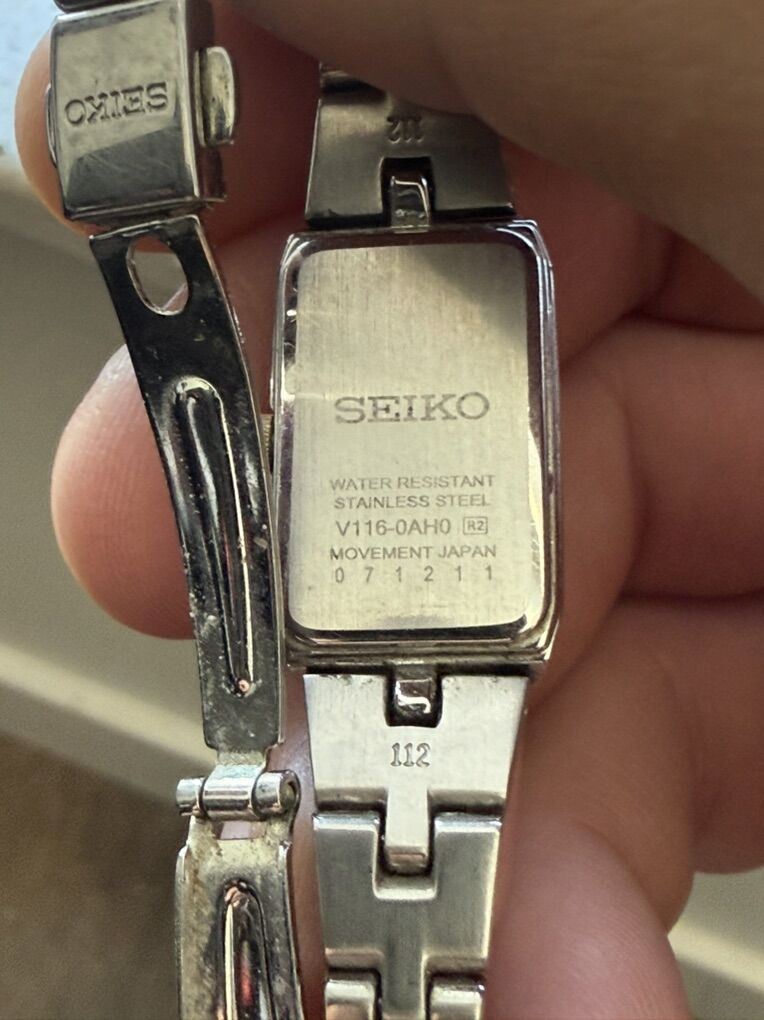 SEIKO
112
SEIKO
WATER RESISTANT
STAINLESS STEEL
V116-0AH0 R2
MOVEMENT JAPAN
071211
112